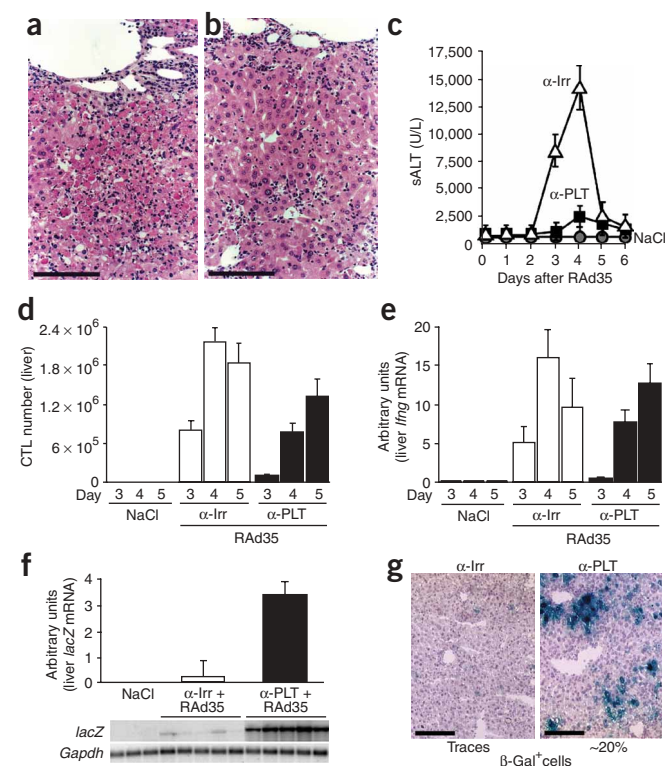 a
b
c
17,500
15,000
12,500
10,000
7,500
5,000
2,500
0
sALT (U/L)
α-Irr
α-PLT
NaCl
0 1 2 3 4 5 6
Days after RAd35
d
2.4 × 10⁶
1.8 × 10⁶
1.2 × 10⁶
6 × 10⁵
0
CTL number (liver)
Day 3 4 5 3 4 5 3 4 5
NaCl α-Irr α-PLT
RAd35
e
20
15
10
5
0
Arbitrary units
(liver Ifng mRNA)
Day 3 4 5 3 4 5 3 4 5
NaCl α-Irr α-PLT
RAd35
f
4
3
2
1
0
Arbitrary units
(liver lacZ mRNA)
NaCl α-Irr + α-PLT +
RAd35 RAd35
lacZ
Gapdh
g
α-Irr α-PLT
Traces ~20%
β-Gal⁺cells